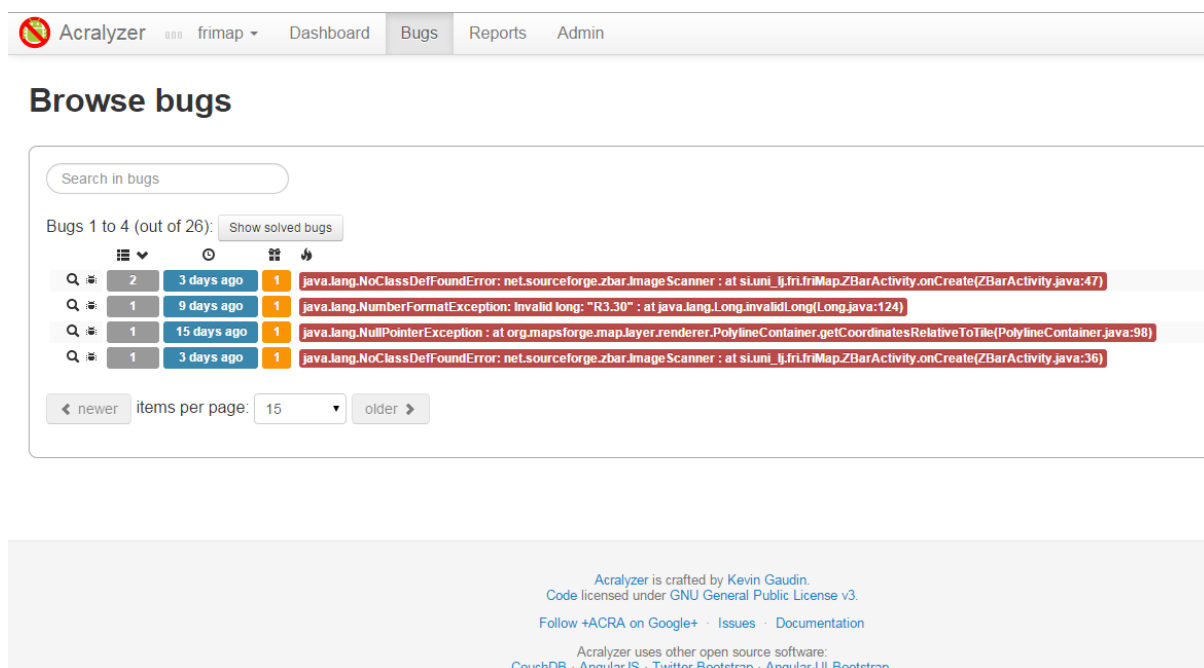 Acralyzer frimap Dashboard Bugs Reports Admin
Browse bugs
Search in bugs
Bugs 1 to 4 (out of 26): Show solved bugs
2 3 days ago 1 java.lang.NoClassDefFoundError: net.sourceforge.zbar.ImageScanner : at si.uni_lj.fri.friMap.ZBarActivity.onCreate(ZBarActivity.java:47)
1 9 days ago 1 java.lang.NumberFormatException: Invalid long: "R3.30" : at java.lang.Long.invalidLong(Long.java:124)
1 15 days ago 1 java.lang.NullPointerException : at org.mapsforge.map.layer.renderer.PolylineContainer.getCoordinatesRelativeToTile(PolylineContainer.java:98)
1 3 days ago 1 java.lang.NoClassDefFoundError: net.sourceforge.zbar.ImageScanner : at si.uni_lj.fri.friMap.ZBarActivity.onCreate(ZBarActivity.java:36)
newer items per page: 15 older
Acralyzer is crafted by Kevin Gaudin.
Code licensed under GNU General Public License v3.
Follow +ACRA on Google+ · Issues · Documentation
Acralyzer uses other open source software:
CouchDB · AngularJS · Twitter Bootstrap · Angular-UI Bootstrap